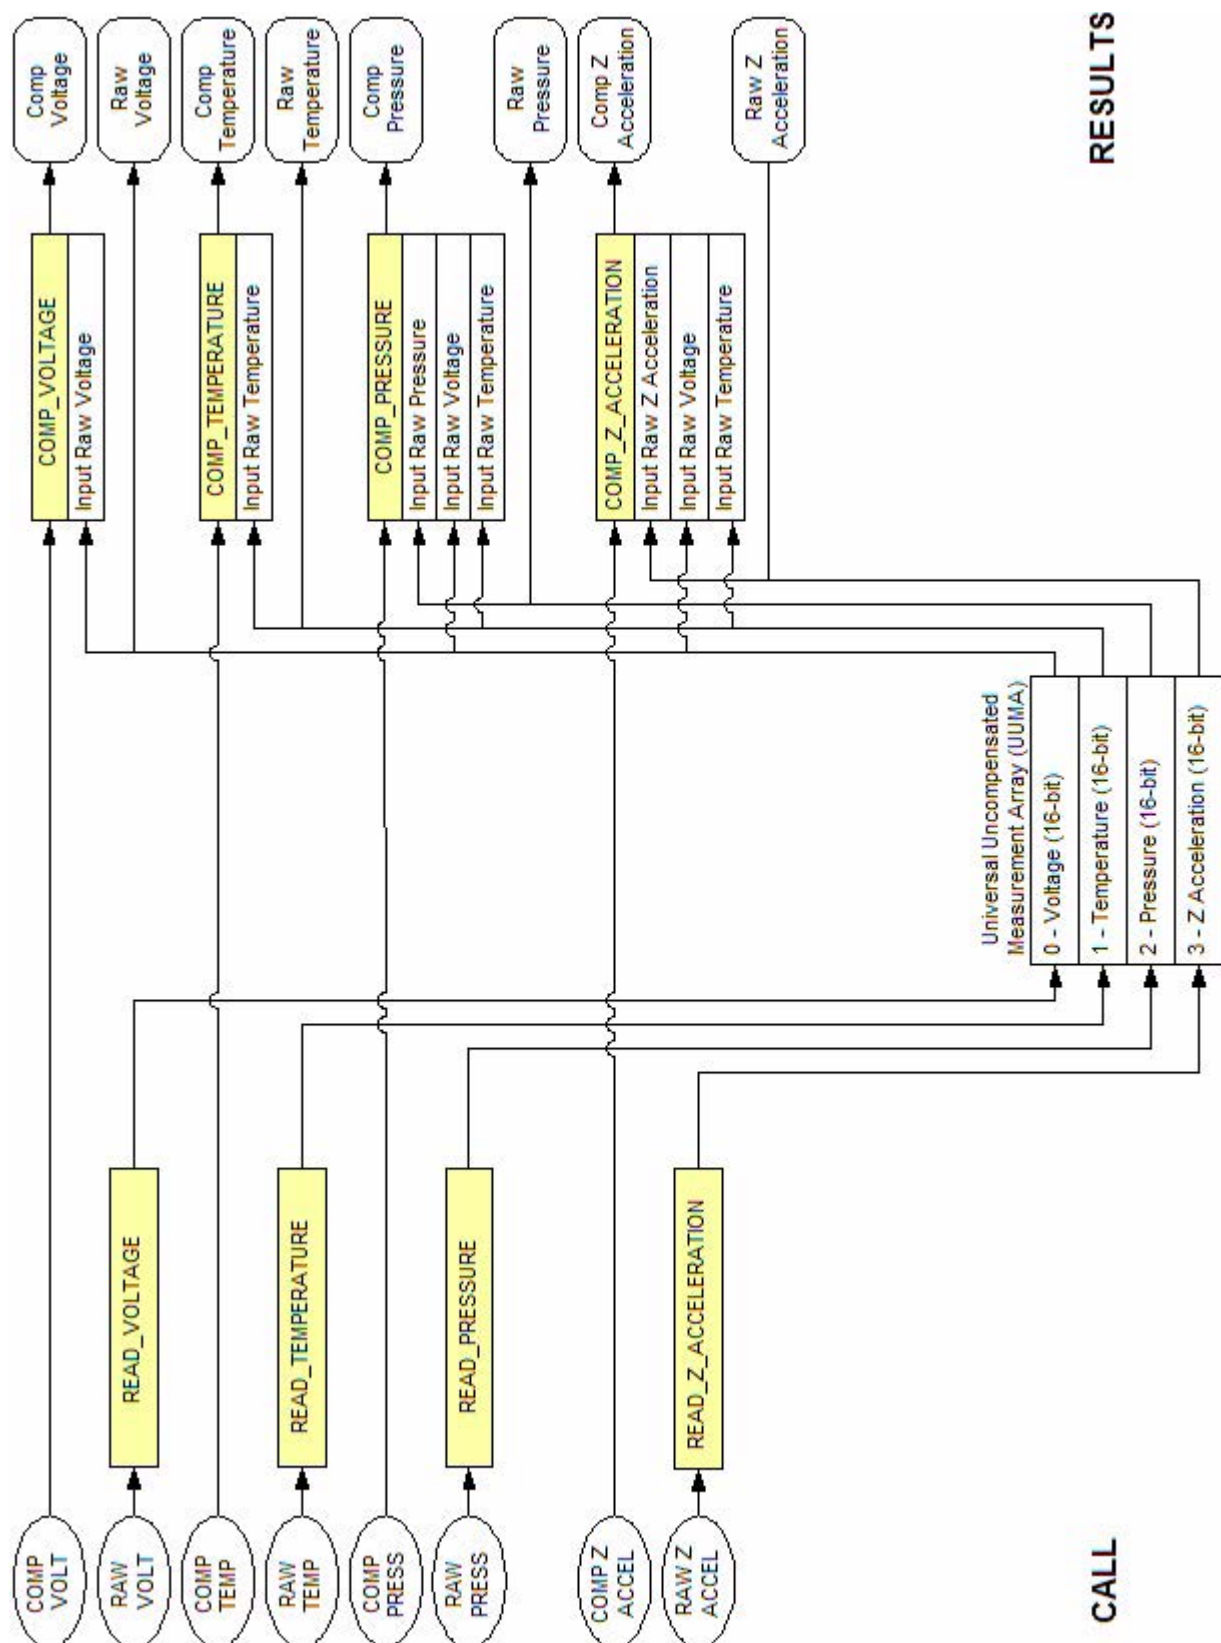 COMP
VOLT
RAW
VOLT
COMP
TEMP
RAW
TEMP
COMP
PRESS
RAW
PRESS
COMP Z
ACCEL
RAW Z
ACCEL
CALL
READ_VOLTAGE
READ_TEMPERATURE
READ_PRESSURE
READ_Z_ACCELERATION
Universal Uncompensated
Measurement Array (UUMA)
0 - Voltage (16-bit)
1 - Temperature (16-bit)
2 - Pressure (16-bit)
3 - Z Acceleration (16-bit)
COMP_VOLTAGE
Input Raw Voltage
COMP_TEMPERATURE
Input Raw Temperature
COMP_PRESSURE
Input Raw Pressure
Input Raw Voltage
Input Raw Temperature
COMP_Z_ACCELERATION
Input Raw Z Acceleration
Input Raw Voltage
Input Raw Temperature
Comp
Voltage
Raw
Voltage
Comp
Temperature
Raw
Temperature
Comp
Pressure
Raw
Pressure
Comp Z
Acceleration
Raw Z
Acceleration
RESULTS